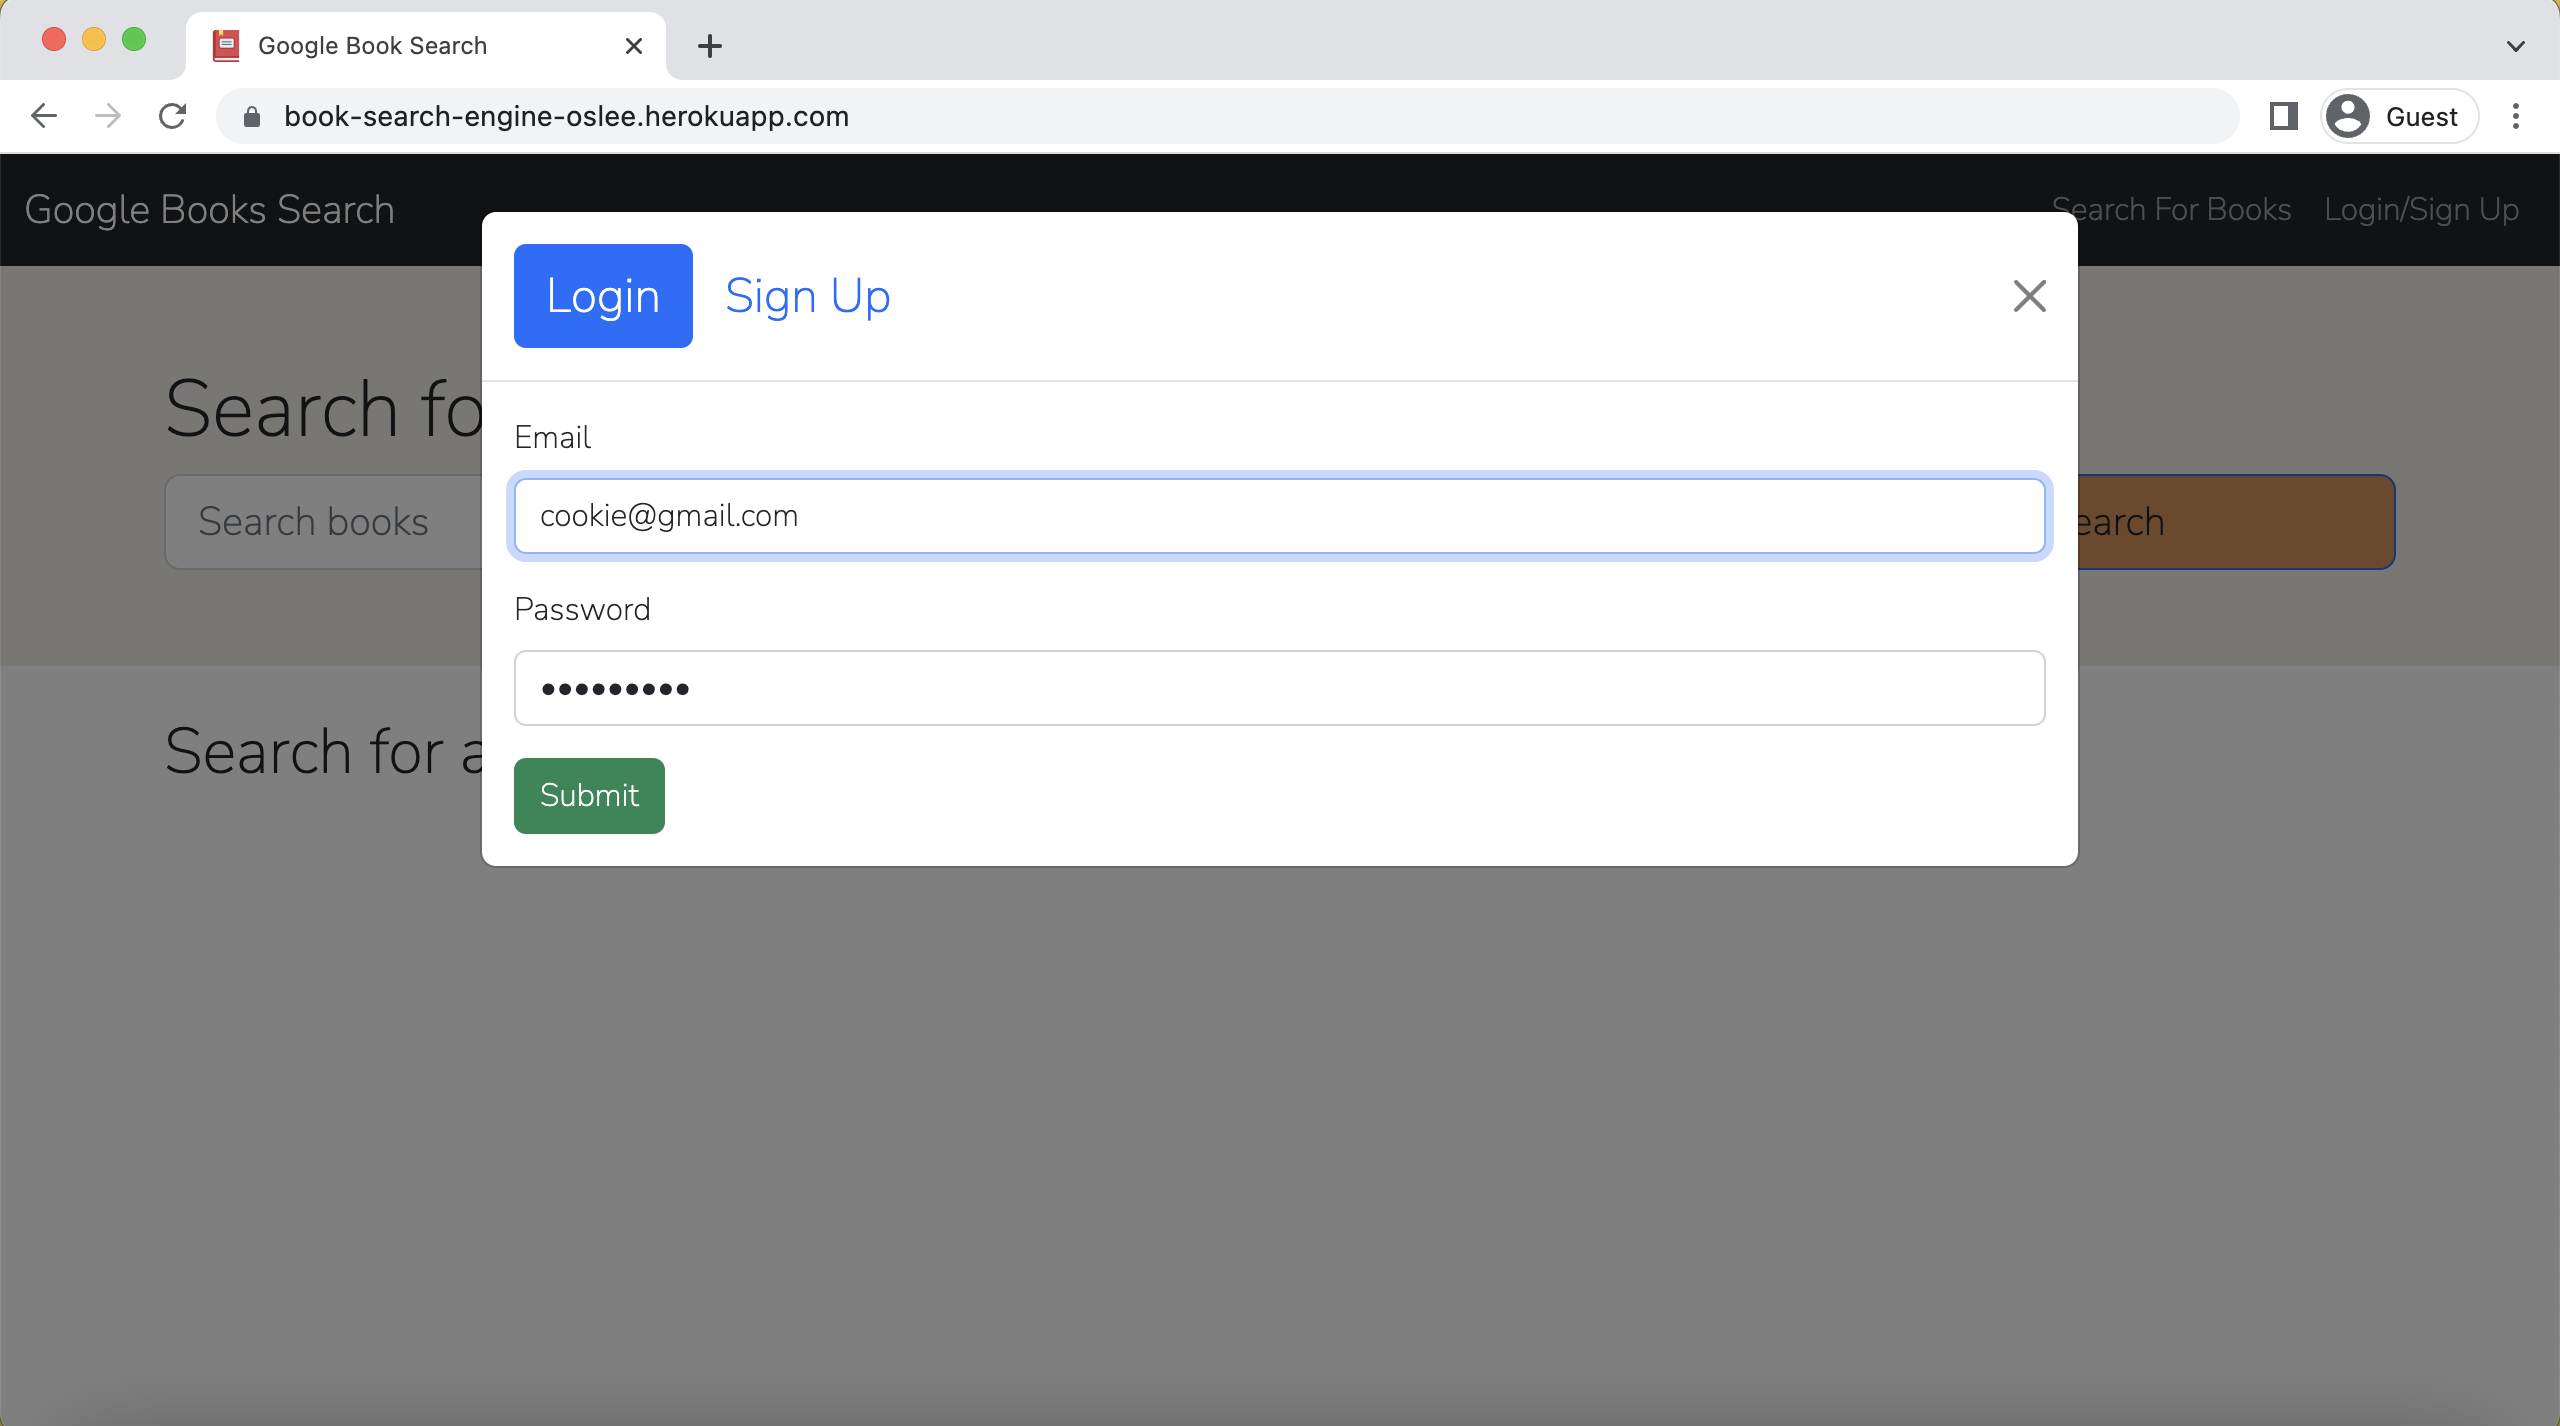 Google Book Search
book-search-engine-oslee.herokuapp.com
Guest
Google Books Search
Search For Books
Login/Sign Up
Login
Sign Up
Search fo
Email
cookie@gmail.com
Search books
earch
Password
•••••••••
Search for a
Submit